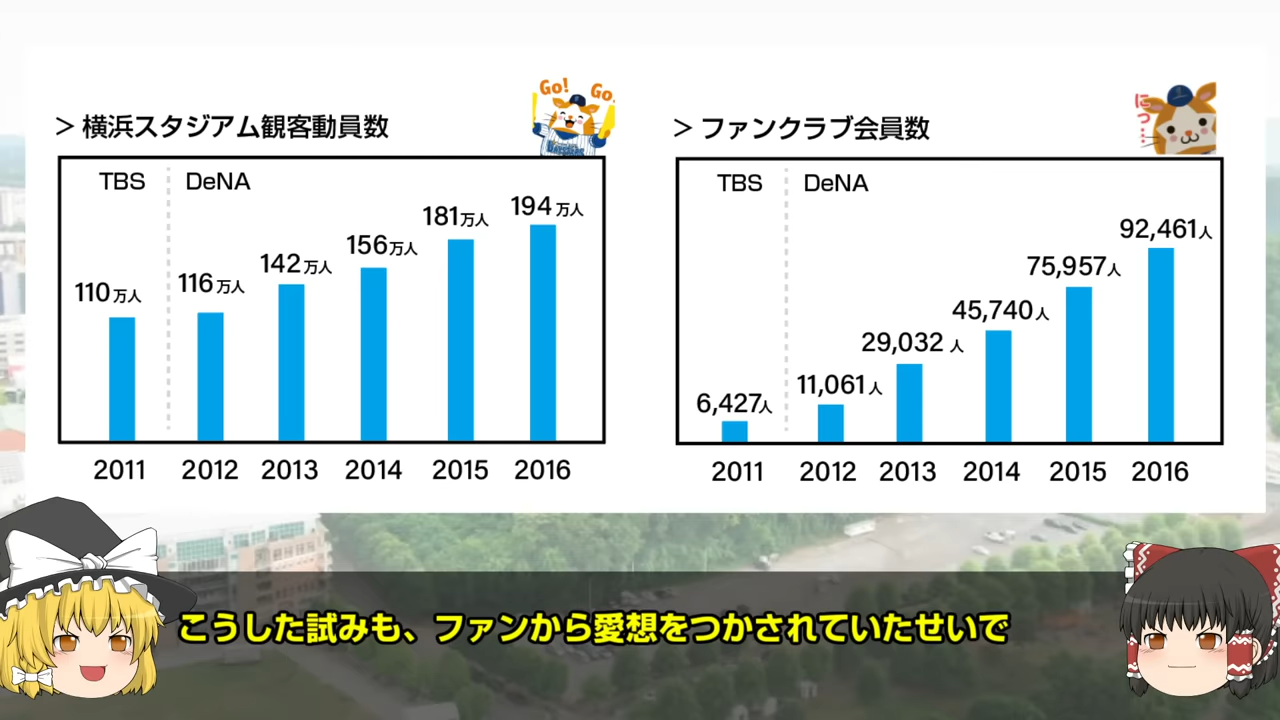 Go! Go.
> 横浜スタジアム観客動員数
TBS DeNA
110万人
116万人
142万人
156万人
181万人
194万人
2011 2012 2013 2014 2015 2016
にっ…
> ファンクラブ会員数
TBS DeNA
6,427人
11,061人
29,032人
45,740人
75,957人
92,461人
2011 2012 2013 2014 2015 2016
こうした試みも、ファンから愛想をつかされていたせいで